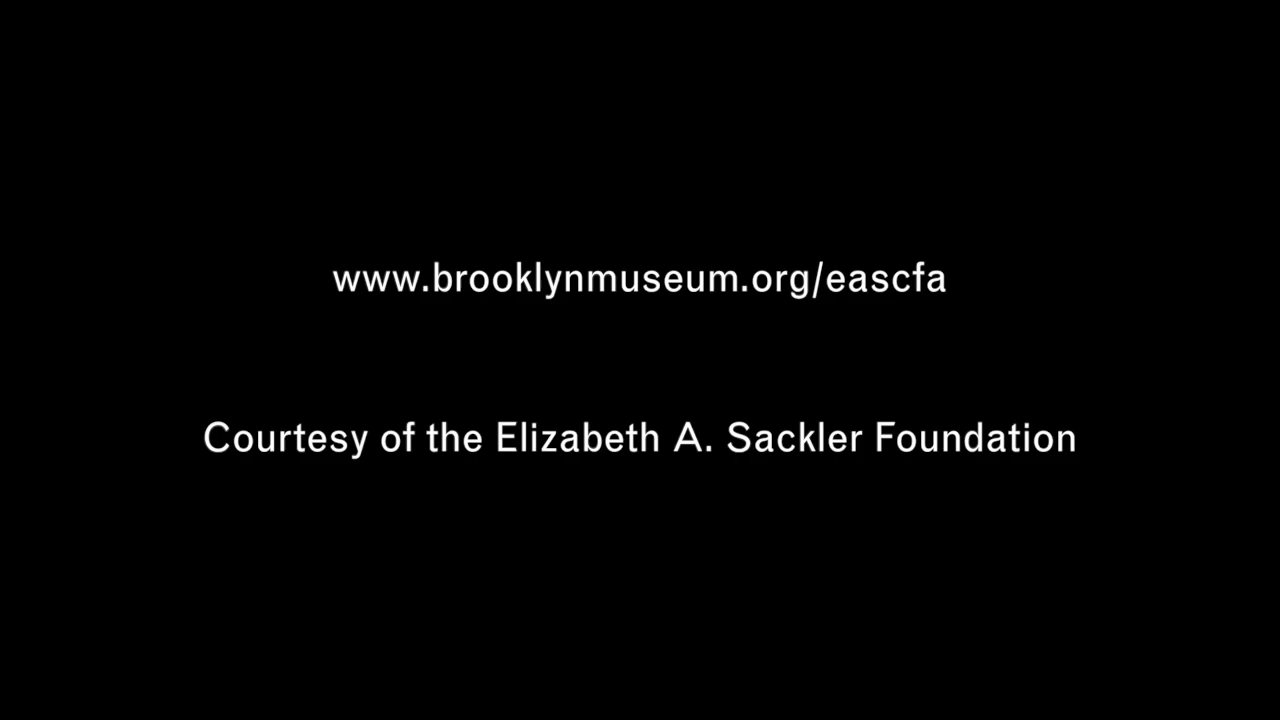 www.brooklynmuseum.org/eascfa
Courtesy of the Elizabeth A. Sackler Foundation